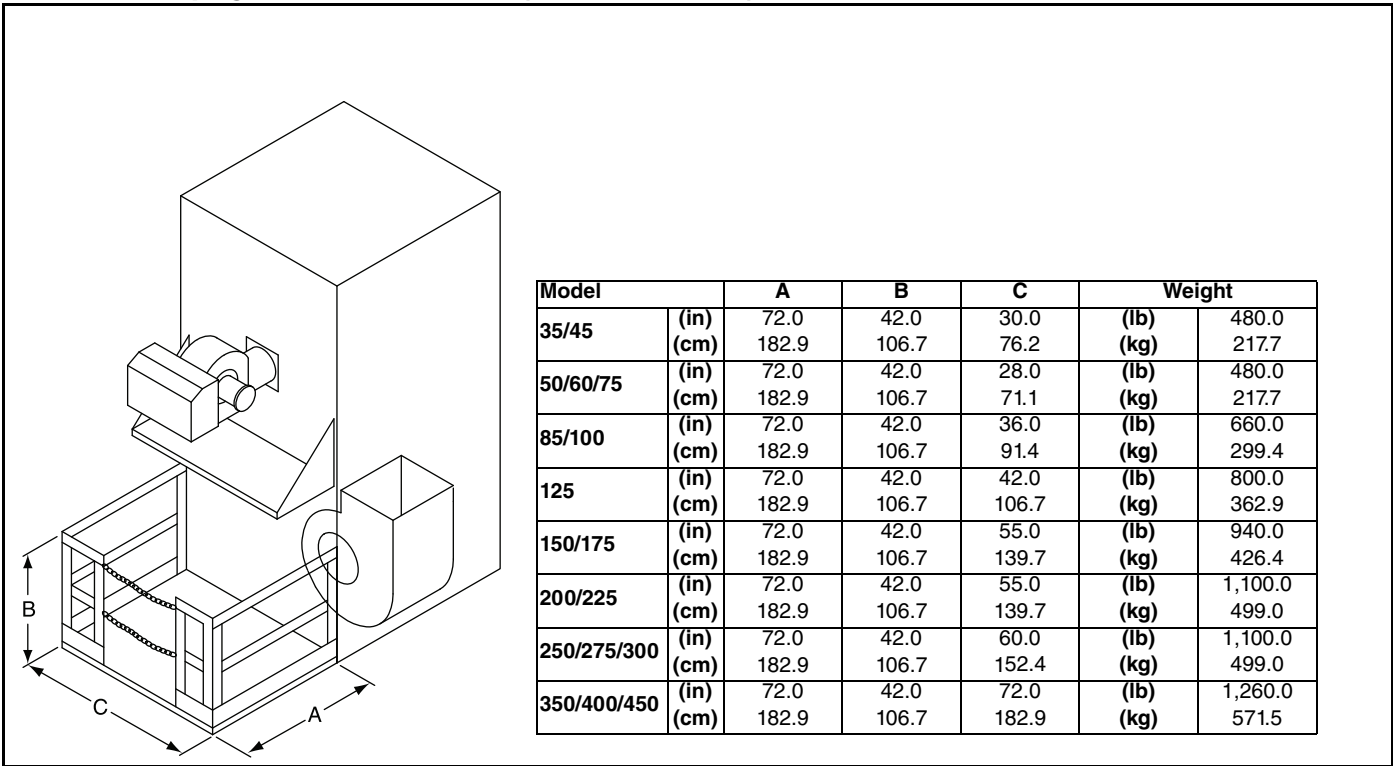 B
C
A
Model A B C Weight
35/45 (in) 72.0 42.0 30.0 (lb) 480.0
(cm) 182.9 106.7 76.2 (kg) 217.7
50/60/75 (in) 72.0 42.0 28.0 (lb) 480.0
(cm) 182.9 106.7 71.1 (kg) 217.7
85/100 (in) 72.0 42.0 36.0 (lb) 660.0
(cm) 182.9 106.7 91.4 (kg) 299.4
125 (in) 72.0 42.0 42.0 (lb) 800.0
(cm) 182.9 106.7 106.7 (kg) 362.9
150/175 (in) 72.0 42.0 55.0 (lb) 940.0
(cm) 182.9 106.7 139.7 (kg) 426.4
200/225 (in) 72.0 42.0 55.0 (lb) 1,100.0
(cm) 182.9 106.7 139.7 (kg) 499.0
250/275/300 (in) 72.0 42.0 60.0 (lb) 1,100.0
(cm) 182.9 106.7 152.4 (kg) 499.0
350/400/450 (in) 72.0 42.0 72.0 (lb) 1,260.0
(cm) 182.9 106.7 182.9 (kg) 571.5